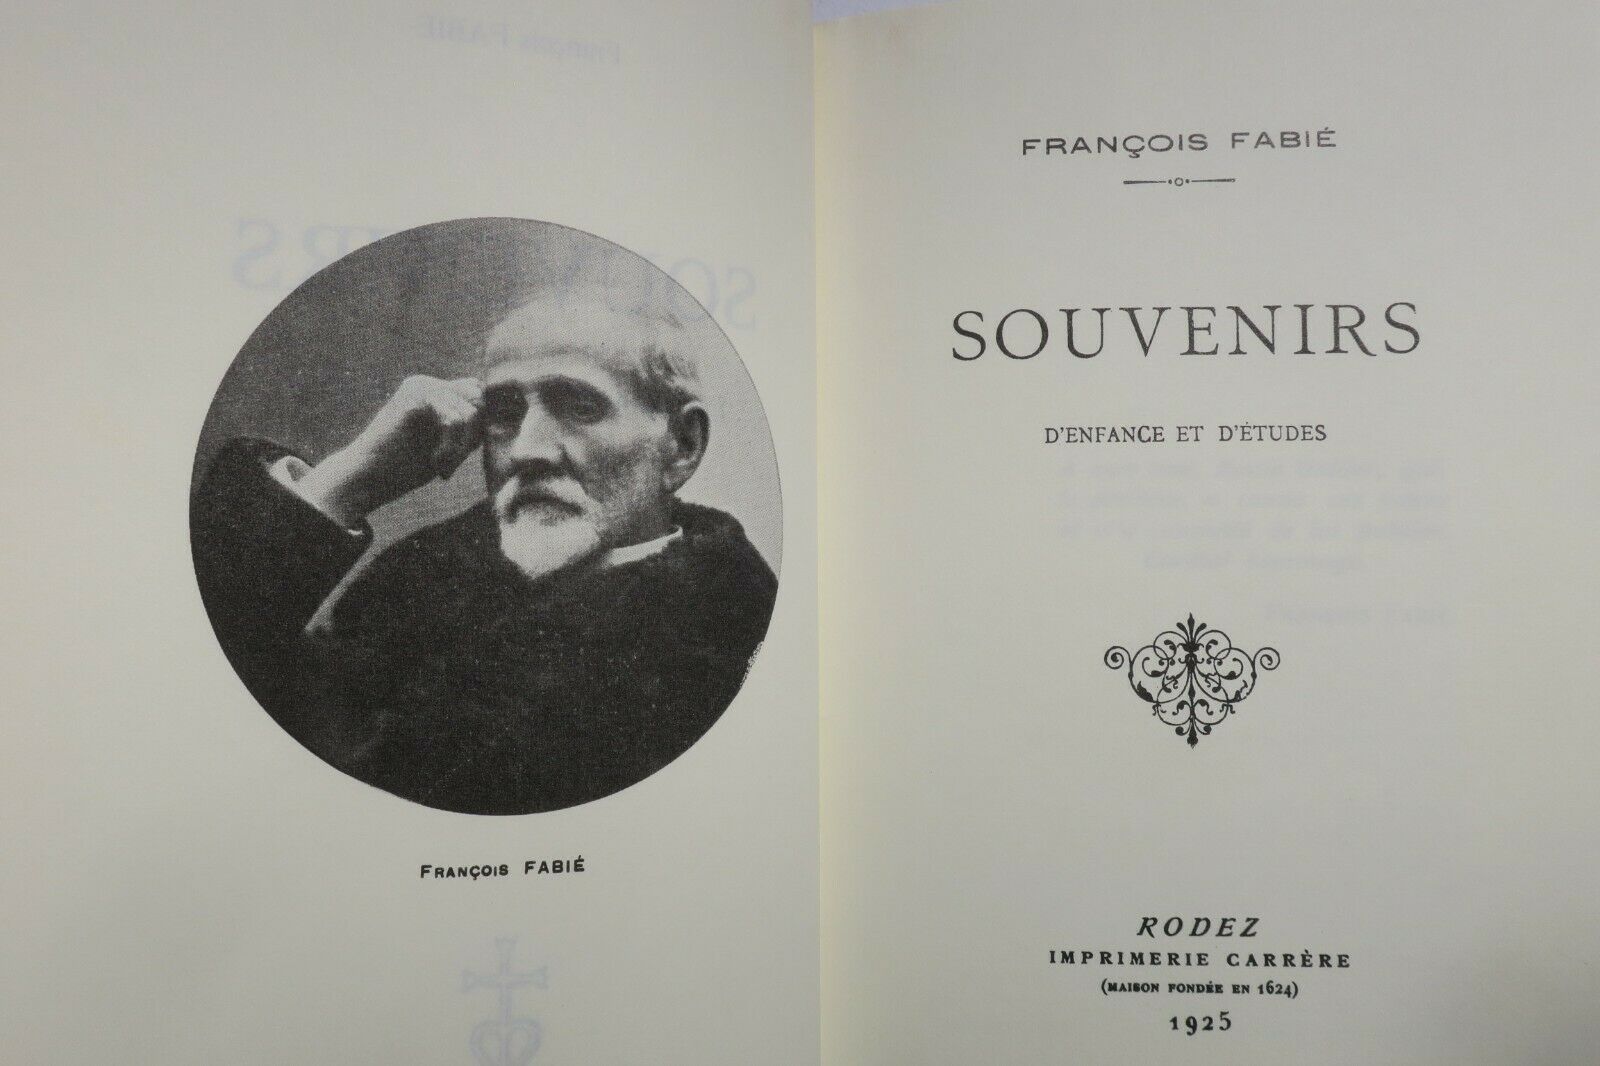 FRANÇOIS FABIÉ
FRANÇOIS FABIÉ
SOUVENIRS
D'ENFANCE ET D'ÉTUDES
RODEZ
IMPRIMERIE CARRÈRE
(MAISON FONDÉE EN 1624)
1925